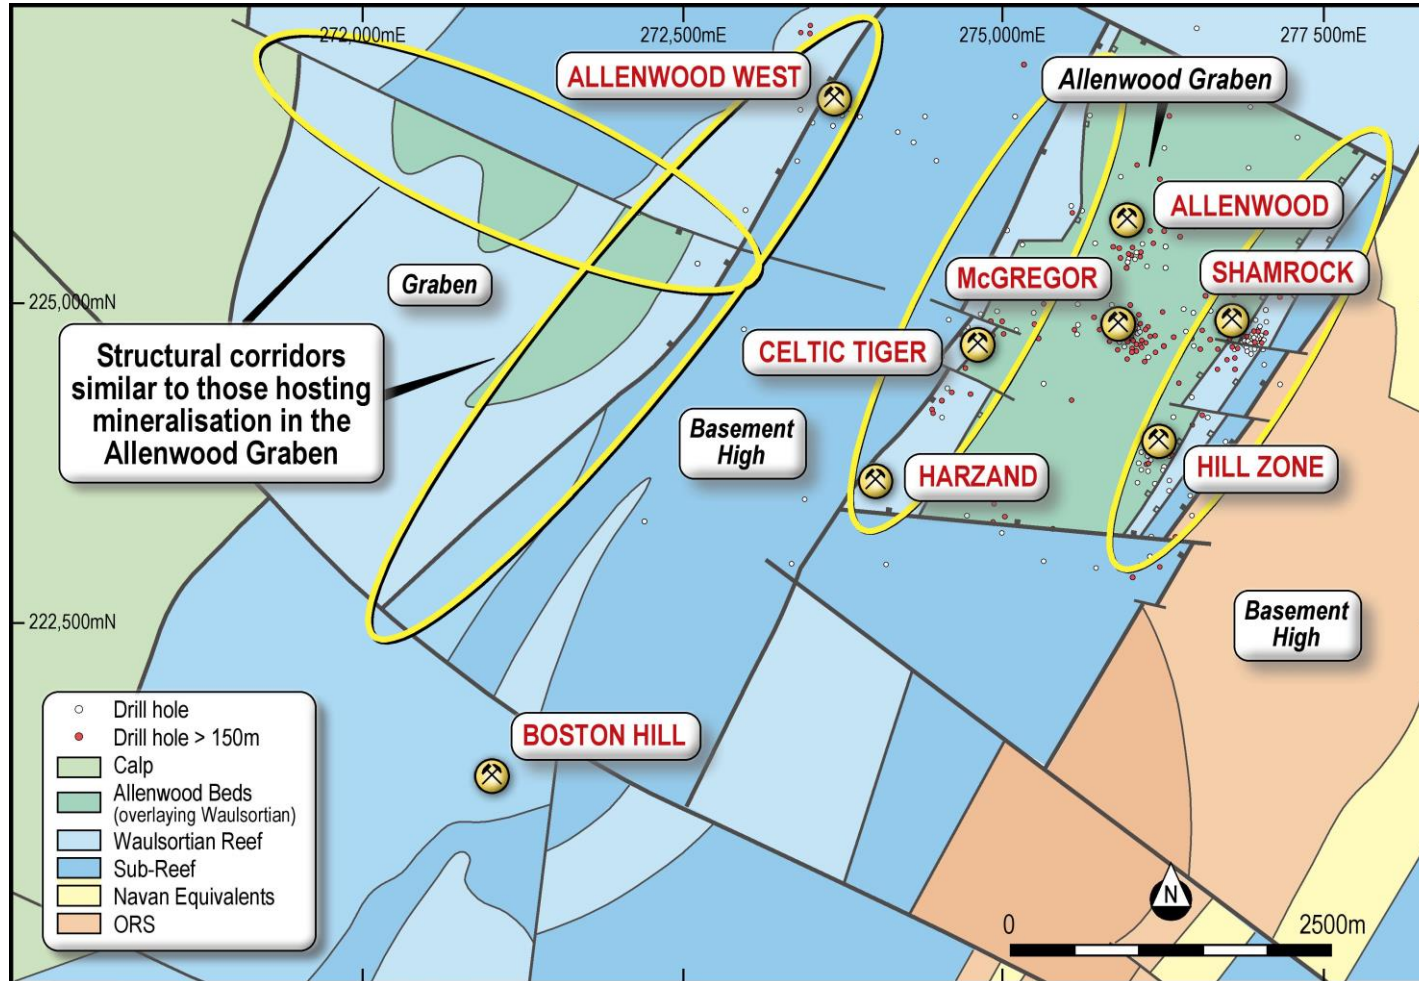 272,000mE
272,500mE
275,000mE
277 500mE
ALLENWOOD WEST
Allenwood Graben
ALLENWOOD
SHAMROCK
McGREGOR
Graben
225,000mN
CELTIC TIGER
Structural corridors
similar to those hosting
mineralisation in the
Allenwood Graben
Basement
High
HARZAND
HILL ZONE
222,500mN
Basement
High
BOSTON HILL
Drill hole
Drill hole > 150m
Calp
Allenwood Beds
(overlaying Waulsortian)
Waulsortian Reef
Sub-Reef
Navan Equivalents
ORS
N
0 2500m